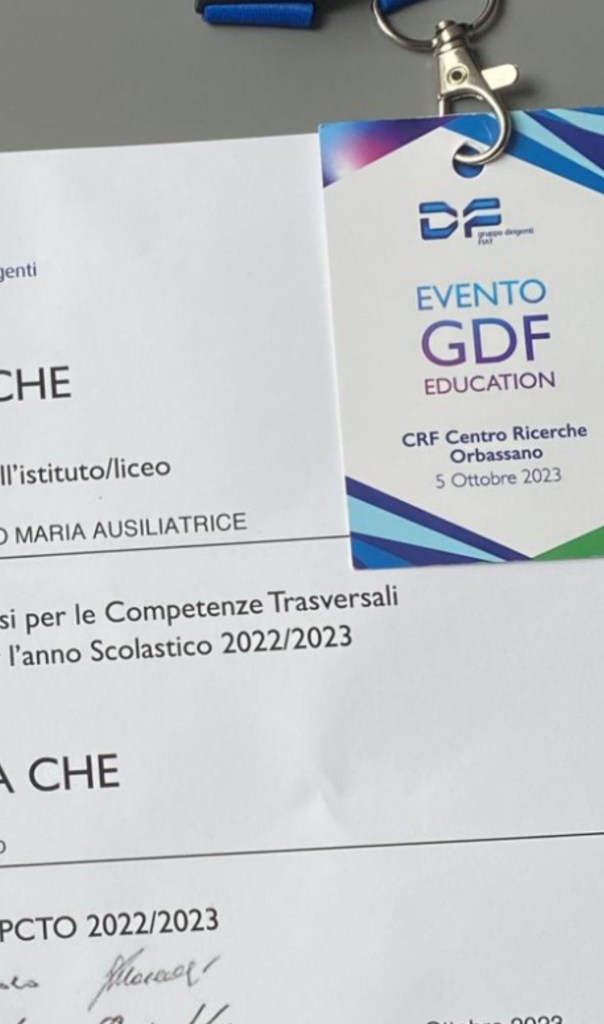 genti
CHE
ll'istituto/liceo
O MARIA AUSILIATRICE
si per le Competenze Trasversali
l'anno Scolastico 2022/2023
A CHE
O
PCTO 2022/2023
DF
gruppo dirigenti
FIAT
EVENTO
GDF
EDUCATION
CRF Centro Ricerche
Orbassano
5 Ottobre 2023